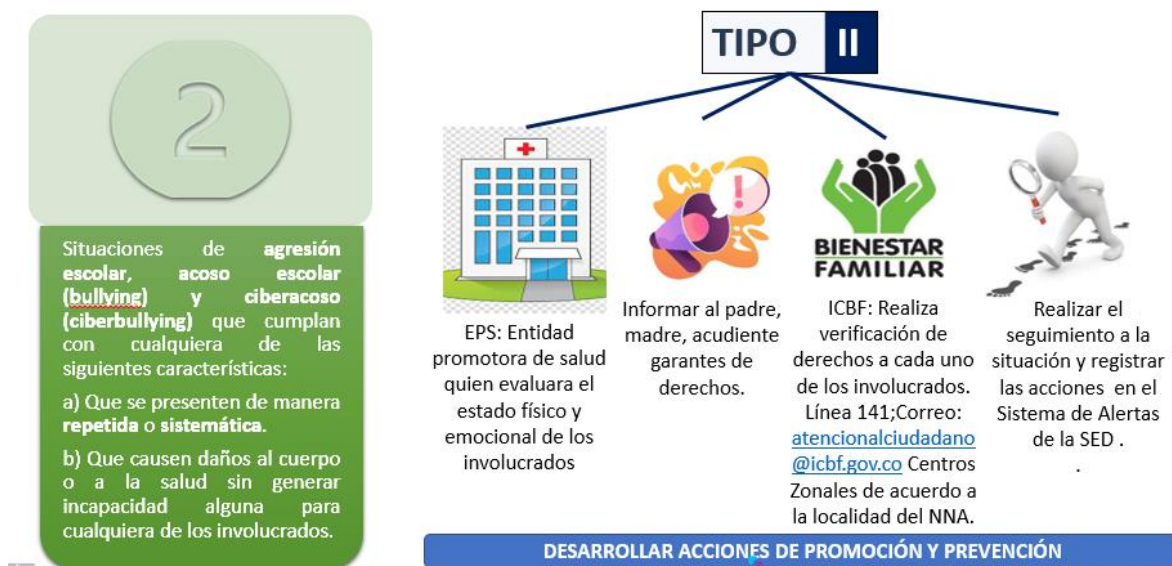 2
Situaciones de agresión
escolar, acoso escolar
(bullying) y ciberacoso
(ciberbullying) que cumplan
con cualquiera de las
siguientes características:
a) Que se presenten de manera
repetida o sistemática.
b) Que causen daños al cuerpo
o a la salud sin generar
incapacidad alguna para
cualquiera de los involucrados.
TIPO II
EPS: Entidad
promotora de salud
quien evaluara el
estado físico y
emocional de los
involucrados
!
Informar al padre,
madre, acudiente
garantes de
derechos.
BIENESTAR
FAMILIAR
ICBF: Realiza
verificación de
derechos a cada uno
de los involucrados.
Línea 141;Correo:
atencionalciudadano
@icbf.gov.co Centros
Zonales de acuerdo a
la localidad del NNA.
Realizar el
seguimiento a la
situación y registrar
las acciones en el
Sistema de Alertas
de la SED .
.
DESARROLLAR ACCIONES DE PROMOCIÓN Y PREVENCIÓN